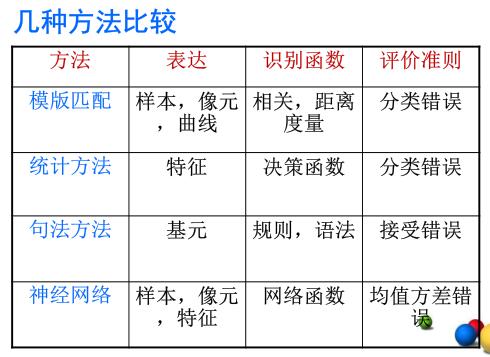 几种方法比较
方法 表达 识别函数 评价准则
模版匹配 样本，像元 相关，距离 分类错误
，曲线 度量
统计方法 特征 决策函数 分类错误
句法方法 基元 规则，语法 接受错误
神经网络 样本，像元 网络函数 均值方差错
，特征 误